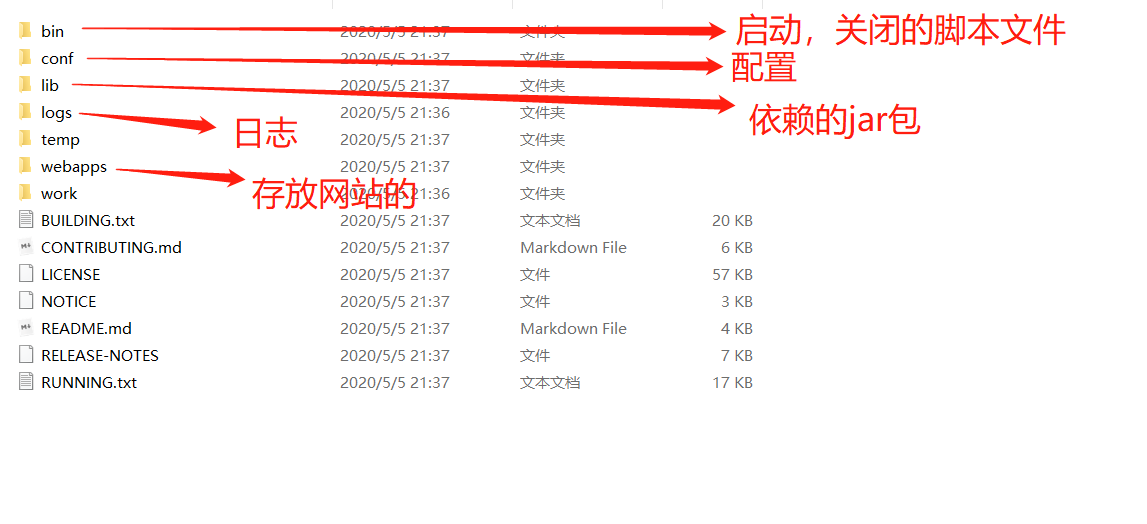 bin 2020/5/5 21:37 文件夹 启动，关闭的脚本文件
conf 2020/5/5 21:37 文件夹 配置
lib 2020/5/5 21:37 文件夹 依赖的jar包
logs 2020/5/5 21:36 文件夹 日志
temp 2020/5/5 21:37 文件夹
webapps 2020/5/5 21:37 文件夹 存放网站的
work 2020/5/5 21:36 文件夹
BUILDING.txt 2020/5/5 21:37 文本文档 20 KB
CONTRIBUTING.md 2020/5/5 21:37 Markdown File 6 KB
LICENSE 2020/5/5 21:37 文件 57 KB
NOTICE 2020/5/5 21:37 文件 3 KB
README.md 2020/5/5 21:37 Markdown File 4 KB
RELEASE-NOTES 2020/5/5 21:37 文件 7 KB
RUNNING.txt 2020/5/5 21:37 文本文档 17 KB